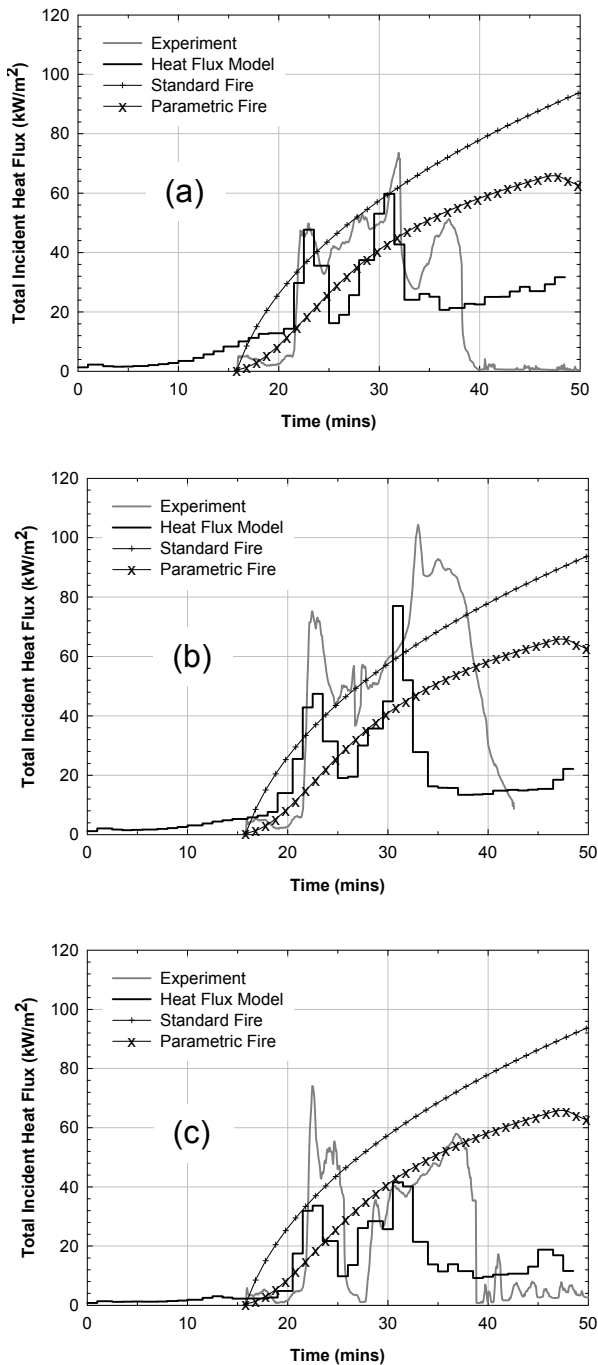 120
100
80
60
40
20
0
Total Incident Heat Flux (kW/m²)
Experiment
Heat Flux Model
Standard Fire
Parametric Fire
(a)
0 10 20 30 40 50
Time (mins)
120
100
80
60
40
20
0
Total Incident Heat Flux (kW/m²)
Experiment
Heat Flux Model
Standard Fire
Parametric Fire
(b)
0 10 20 30 40 50
Time (mins)
120
100
80
60
40
20
0
Total Incident Heat Flux (kW/m²)
Experiment
Heat Flux Model
Standard Fire
Parametric Fire
(c)
0 10 20 30 40 50
Time (mins)